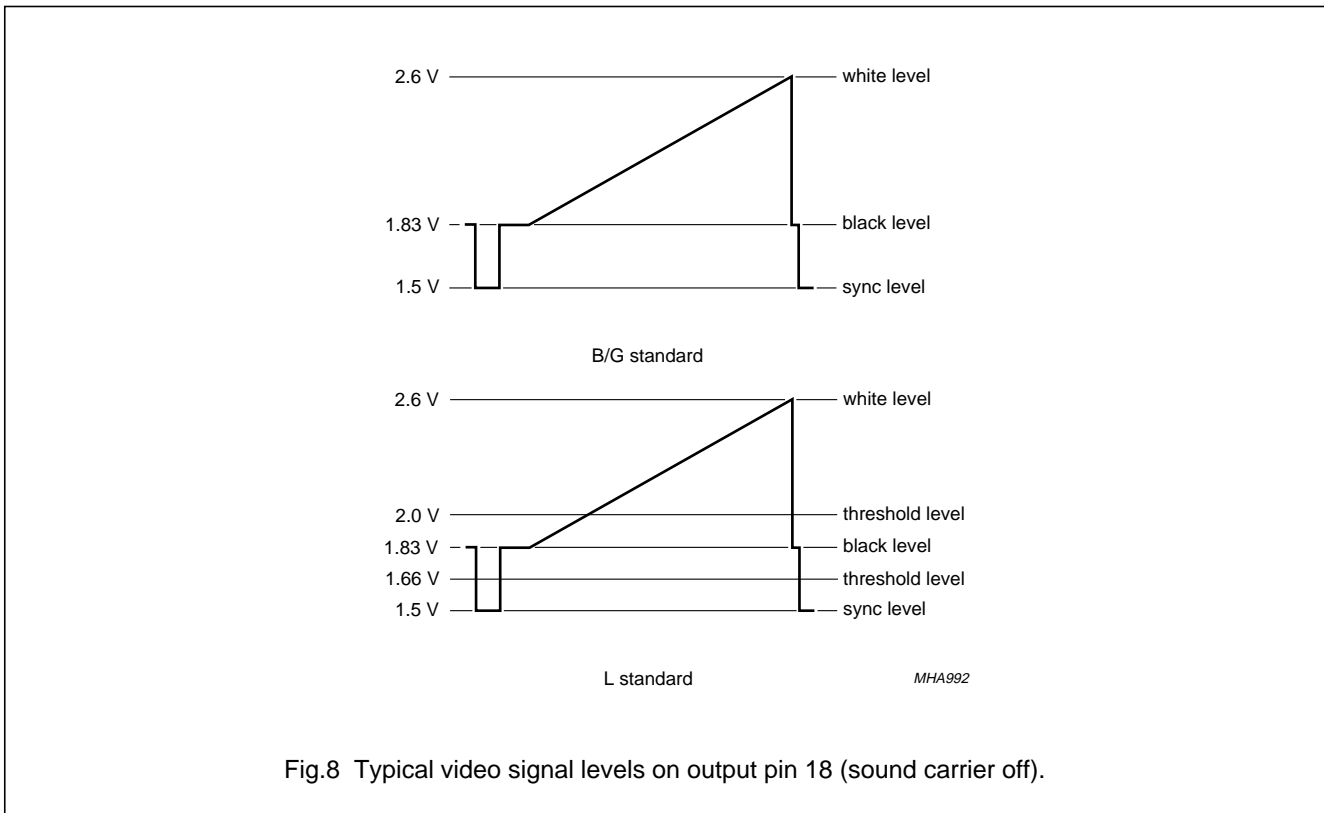 2.6 V white level
1.83 V black level
1.5 V sync level
B/G standard
2.6 V white level
2.0 V threshold level
1.83 V black level
1.66 V threshold level
1.5 V sync level
L standard MHA992
Fig.8 Typical video signal levels on output pin 18 (sound carrier off).